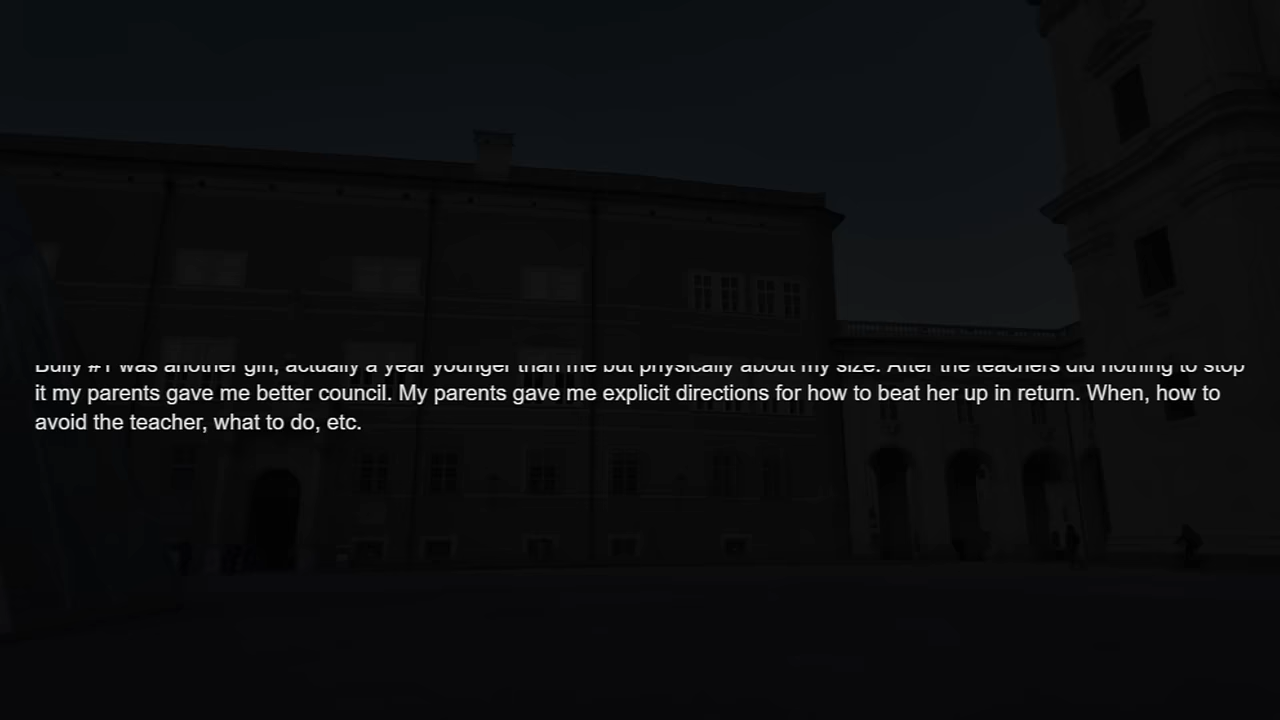 Bully #1 was another girl, actually a year younger than me but physically about my size. After the teachers did nothing to stop
it my parents gave me better council. My parents gave me explicit directions for how to beat her up in return. When, how to
avoid the teacher, what to do, etc.